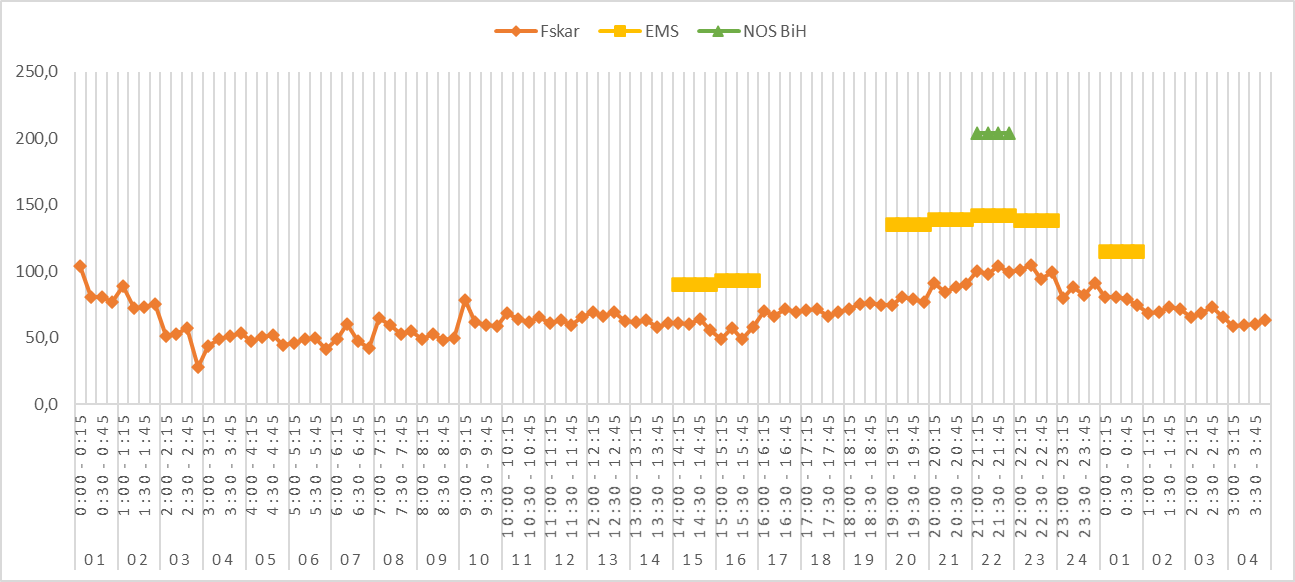 Fskar EMS NOS BiH
250,0
200,0
150,0
100,0
50,0
0,0
0:00 - 0:15
0:30 - 0:45
1:00 - 1:15
1:30 - 1:45
2:00 - 2:15
2:30 - 2:45
3:00 - 3:15
3:30 - 3:45
4:00 - 4:15
4:30 - 4:45
5:00 - 5:15
5:30 - 5:45
6:00 - 6:15
6:30 - 6:45
7:00 - 7:15
7:30 - 7:45
8:00 - 8:15
8:30 - 8:45
9:00 - 9:15
9:30 - 9:45
10:00 - 10:15
10:30 - 10:45
11:00 - 11:15
11:30 - 11:45
12:00 - 12:15
12:30 - 12:45
13:00 - 13:15
13:30 - 13:45
14:00 - 14:15
14:30 - 14:45
15:00 - 15:15
15:30 - 15:45
16:00 - 16:15
16:30 - 16:45
17:00 - 17:15
17:30 - 17:45
18:00 - 18:15
18:30 - 18:45
19:00 - 19:15
19:30 - 19:45
20:00 - 20:15
20:30 - 20:45
21:00 - 21:15
21:30 - 21:45
22:00 - 22:15
22:30 - 22:45
23:00 - 23:15
23:30 - 23:45
0:00 - 0:15
0:30 - 0:45
1:00 - 1:15
1:30 - 1:45
2:00 - 2:15
2:30 - 2:45
3:00 - 3:15
3:30 - 3:45
01 02 03 04 05 06 07 08 09 10 11 12 13 14 15 16 17 18 19 20 21 22 23 24 01 02 03 04